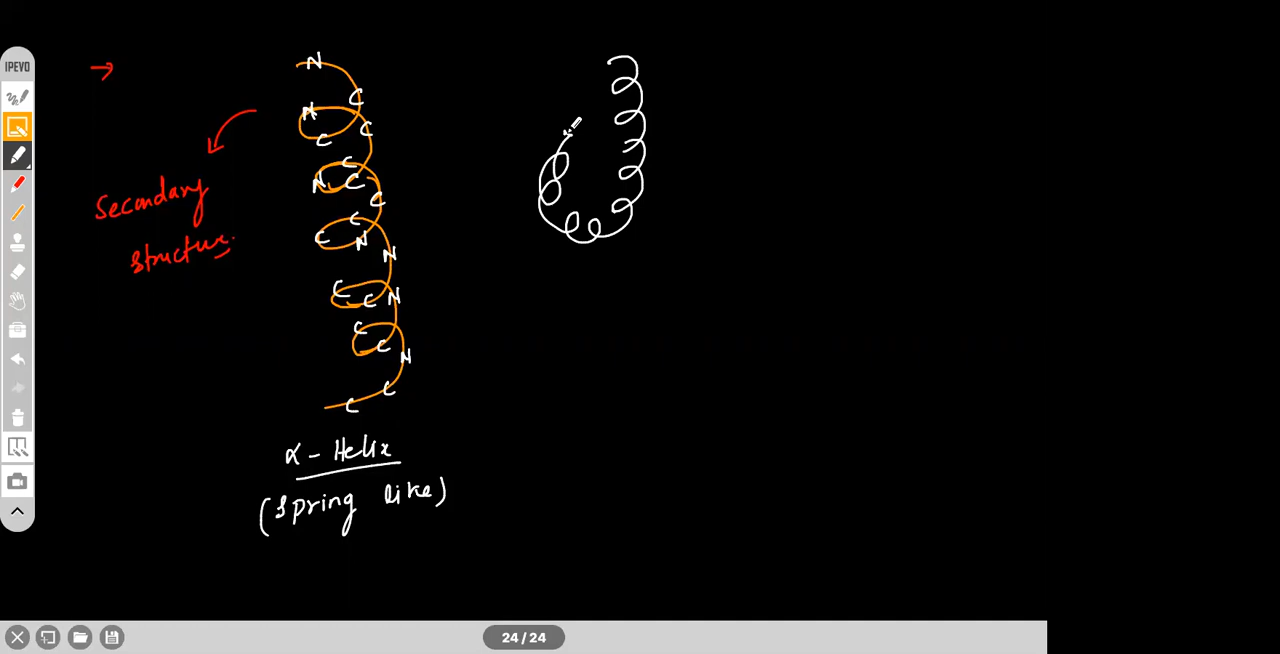 IPEVO
→
Secondary
structure.
N
C
N
C
C
C
N
C
C
C
C
N
N
C
C
N
C
C
N
C
C
α - Helix
(Spring like)
24 / 24